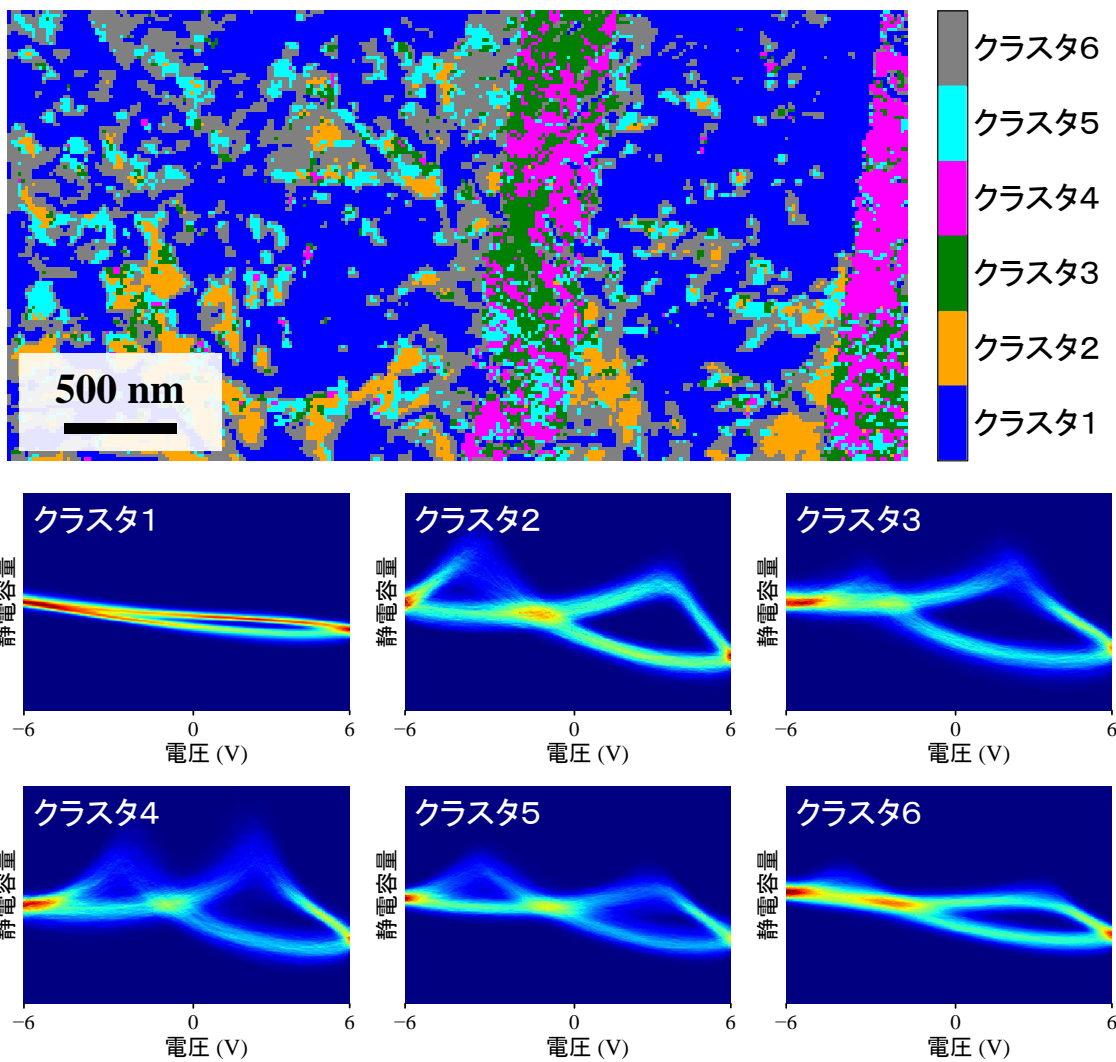 クラスタ6
クラスタ5
クラスタ4
クラスタ3
クラスタ2
クラスタ1
500 nm
クラスタ1
静電容量
−6
0
6
電圧 (V)
クラスタ2
静電容量
−6
0
6
電圧 (V)
クラスタ3
静電容量
−6
0
6
電圧 (V)
クラスタ4
静電容量
−6
0
6
電圧 (V)
クラスタ5
静電容量
−6
0
6
電圧 (V)
クラスタ6
静電容量
−6
0
6
電圧 (V)